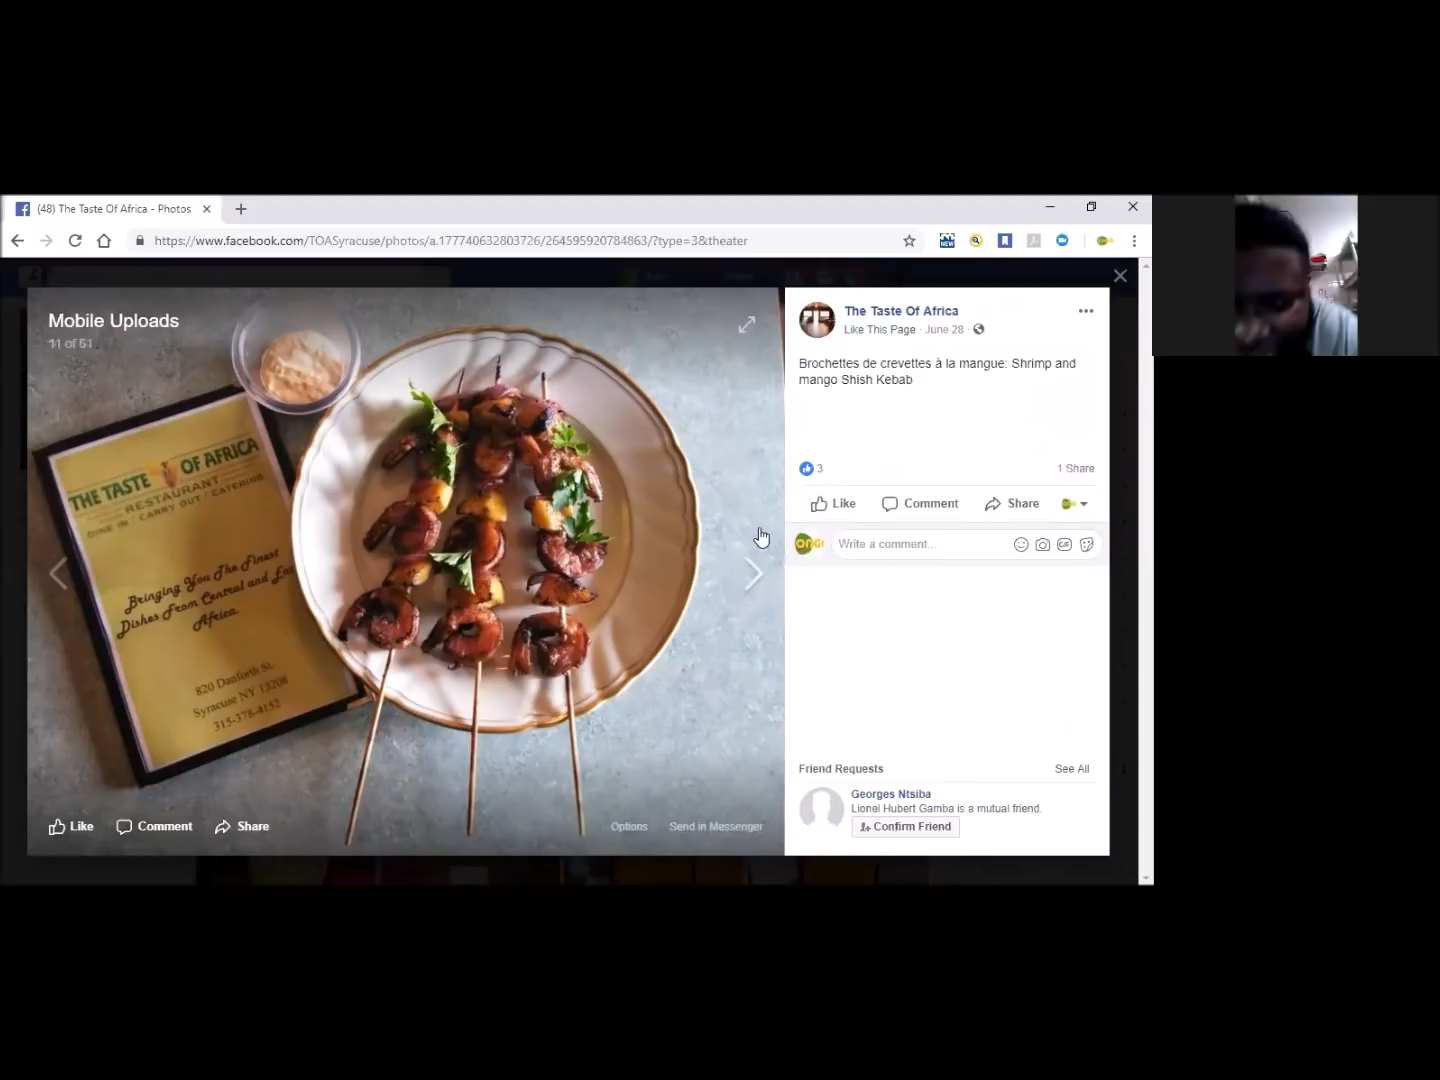 (48) The Taste Of Africa - Photos
https://www.facebook.com/TOASyracuse/photos/a.177740632803726/264595920784863/?type=3&theater
NEW
Mobile Uploads
11 of 61
THE TASTE OF AFRICA
RESTAURANT
DINE IN · CARRY OUT · CATERING
Bringing You The Finest
Dishes From Central and
Africa.
820 Danforth St.
Syracuse NY 13208
315-378-4152
Like
Comment
Share
Options
Send in Messenger
The Taste Of Africa
Like This Page · June 28 ·
Brochettes de crevettes à la mangue: Shrimp and
mango Shish Kebab
3
1 Share
Like
Comment
Share
Write a comment...
GIF
Friend Requests
See All
Georges Ntsiba
Lionel Hubert Gamba is a mutual friend.
Confirm Friend